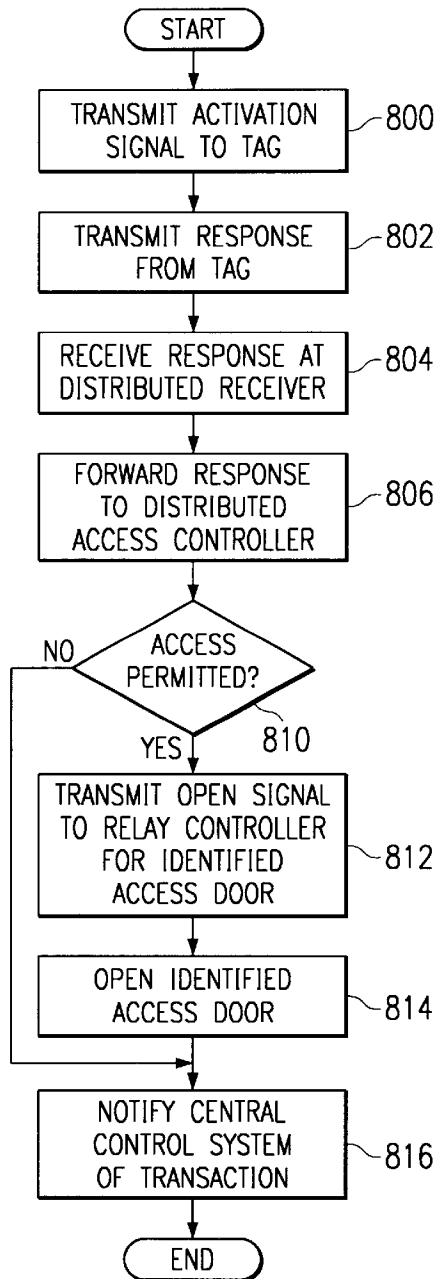 START
TRANSMIT ACTIVATION
SIGNAL TO TAG
800
TRANSMIT RESPONSE
FROM TAG
802
RECEIVE RESPONSE AT
DISTRIBUTED RECEIVER
804
FORWARD RESPONSE
TO DISTRIBUTED
ACCESS CONTROLLER
806
ACCESS
PERMITTED?
NO
810
YES
TRANSMIT OPEN SIGNAL
TO RELAY CONTROLLER
FOR IDENTIFIED
ACCESS DOOR
812
OPEN IDENTIFIED
ACCESS DOOR
814
NOTIFY CENTRAL
CONTROL SYSTEM
OF TRANSACTION
816
END